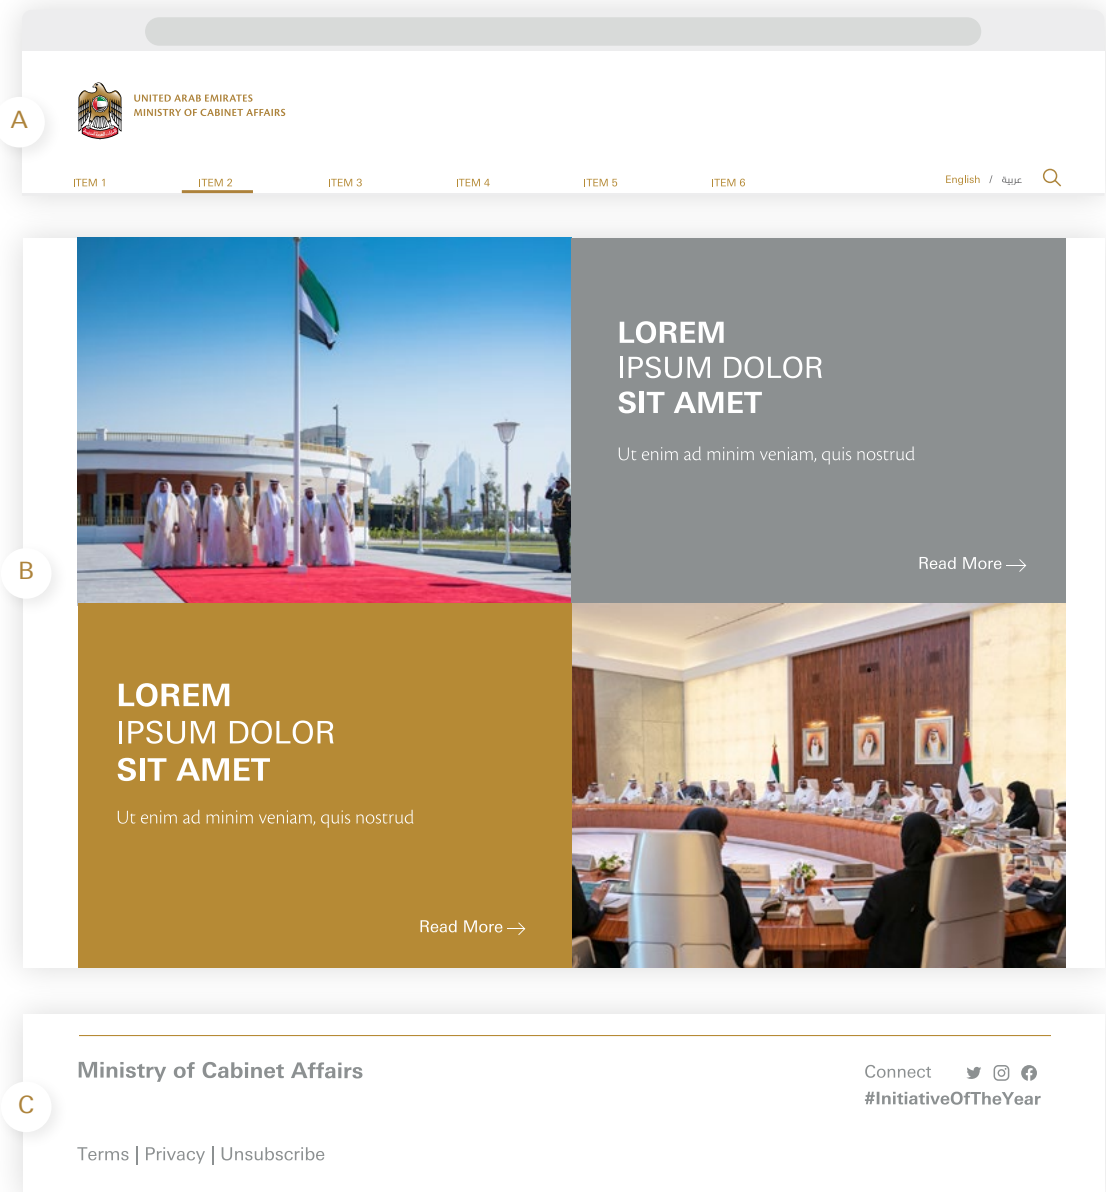 A
UNITED ARAB EMIRATES
MINISTRY OF CABINET AFFAIRS
ITEM 1
ITEM 2
ITEM 3
ITEM 4
ITEM 5
ITEM 6
English / عربية
B
LOREM
IPSUM DOLOR
SIT AMET
Ut enim ad minim veniam, quis nostrud
Read More
LOREM
IPSUM DOLOR
SIT AMET
Ut enim ad minim veniam, quis nostrud
Read More
C
Ministry of Cabinet Affairs
Connect
#InitiativeOfTheYear
Terms | Privacy | Unsubscribe